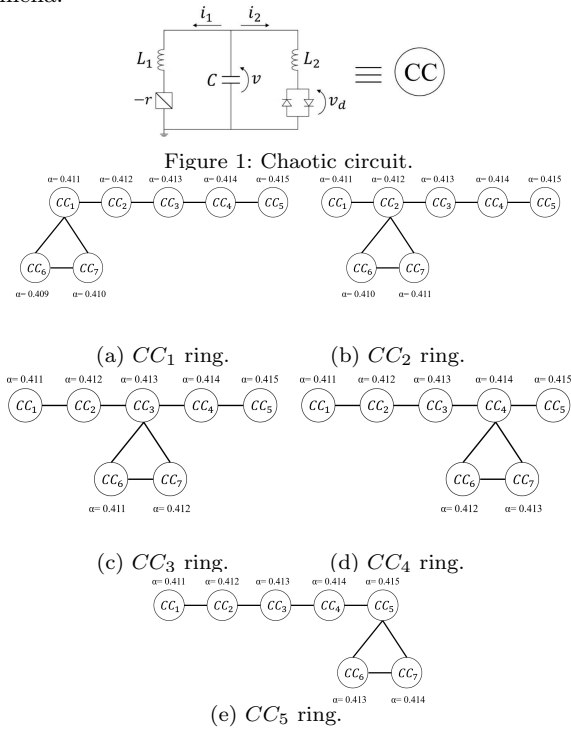 mena.
i₁ i₂
L₁ C v L₂
-r v_d
≡ CC
Figure 1: Chaotic circuit.
α= 0.411 α= 0.412 α= 0.413 α= 0.414 α= 0.415
CC₁ CC₂ CC₃ CC₄ CC₅
CC₆ CC₇
α= 0.409 α= 0.410
(a) CC₁ ring.
α= 0.411 α= 0.412 α= 0.413 α= 0.414 α= 0.415
CC₁ CC₂ CC₃ CC₄ CC₅
CC₆ CC₇
α= 0.410 α= 0.411
(b) CC₂ ring.
α= 0.411 α= 0.412 α= 0.413 α= 0.414 α= 0.415
CC₁ CC₂ CC₃ CC₄ CC₅
CC₆ CC₇
α= 0.411 α= 0.412
(c) CC₃ ring.
α= 0.411 α= 0.412 α= 0.413 α= 0.414 α= 0.415
CC₁ CC₂ CC₃ CC₄ CC₅
CC₆ CC₇
α= 0.412 α= 0.413
(d) CC₄ ring.
α= 0.411 α= 0.412 α= 0.413 α= 0.414 α= 0.415
CC₁ CC₂ CC₃ CC₄ CC₅
CC₆ CC₇
α= 0.413 α= 0.414
(e) CC₅ ring.